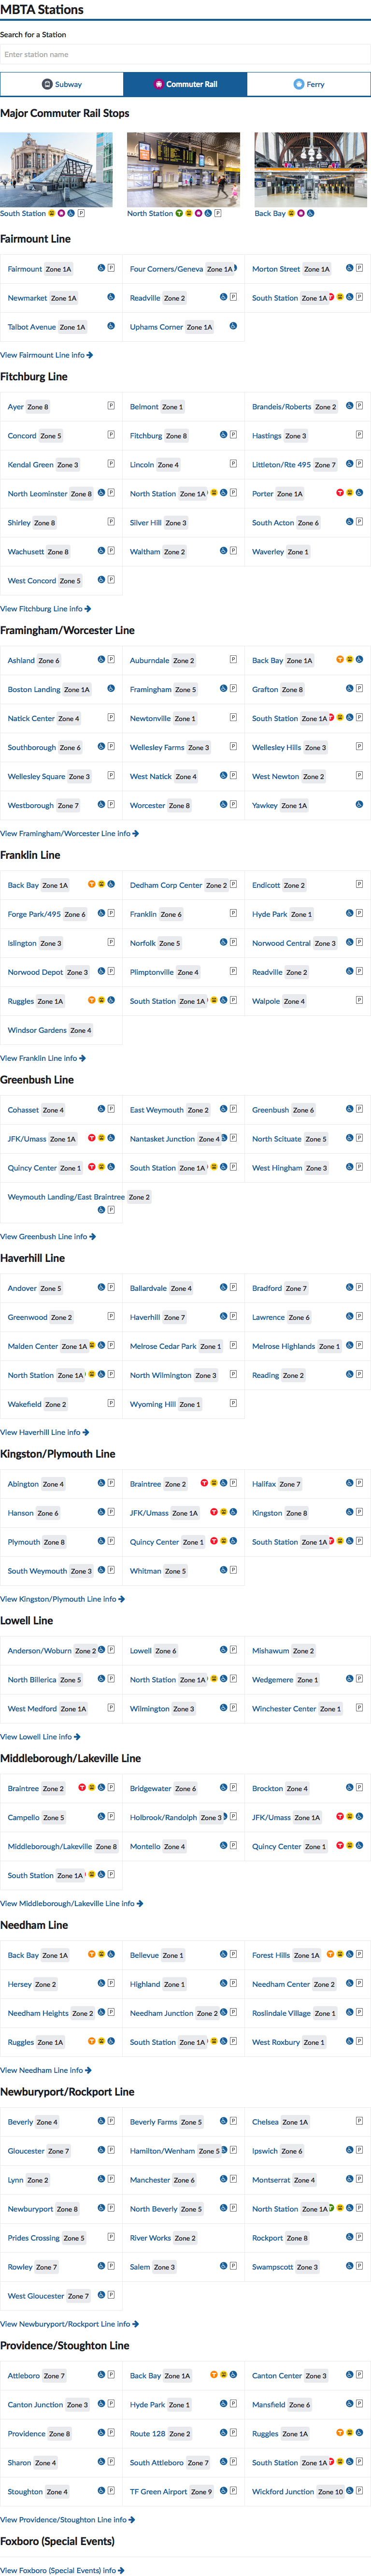 MBTA Stations
Search for a Station
Enter station name
Subway Commuter Rail Ferry
Major Commuter Rail Stops
South Station P North Station P Back Bay
Fairmount Line
Fairmount Zone 1A P Four Corners/Geneva Zone 1A Morton Street Zone 1A P
Newmarket Zone 1A Readville Zone 2 P South Station Zone 1A P
Talbot Avenue Zone 1A Uphams Corner Zone 1A
View Fairmount Line info
Fitchburg Line
Ayer Zone 8 P Belmont Zone 1 Brandeis/Roberts Zone 2 P
Concord Zone 5 P Fitchburg Zone 8 P Hastings Zone 3 P
Kendal Green Zone 3 P Lincoln Zone 4 P Littleton/Rte 495 Zone 7 P
North Leominster Zone 8 P North Station Zone 1A P Porter Zone 1A
Shirley Zone 8 P Silver Hill Zone 3 South Acton Zone 6 P
Wachusett Zone 8 P Waltham Zone 2 P Waverley Zone 1
West Concord Zone 5 P
View Fitchburg Line info
Framingham/Worcester Line
Ashland Zone 6 P Auburndale Zone 2 P Back Bay Zone 1A
Boston Landing Zone 1A Framingham Zone 5 P Grafton Zone 8 P
Natick Center Zone 4 P Newtonville Zone 1 P South Station Zone 1A P
Southborough Zone 6 P Wellesley Farms Zone 3 P Wellesley Hills Zone 3 P
Wellesley Square Zone 3 P West Natick Zone 4 P West Newton Zone 2 P
Westborough Zone 7 P Worcester Zone 8 P Yawkey Zone 1A
View Framingham/Worcester Line info
Franklin Line
Back Bay Zone 1A Dedham Corp Center Zone 2 P Endicott Zone 2 P
Forge Park/495 Zone 6 P Franklin Zone 6 P Hyde Park Zone 1 P
Islington Zone 3 P Norfolk Zone 5 P Norwood Central Zone 3 P
Norwood Depot Zone 3 P Plimptonville Zone 4 P Readville Zone 2 P
Ruggles Zone 1A South Station Zone 1A P Walpole Zone 4 P
Windsor Gardens Zone 4
View Franklin Line info
Greenbush Line
Cohasset Zone 4 P East Weymouth Zone 2 P Greenbush Zone 6 P
JFK/Umass Zone 1A Nantasket Junction Zone 4 P North Scituate Zone 5 P
Quincy Center Zone 1 South Station Zone 1A P West Hingham Zone 3 P
Weymouth Landing/East Braintree Zone 2
P
View Greenbush Line info
Haverhill Line
Andover Zone 5 P Ballardvale Zone 4 P Bradford Zone 7 P
Greenwood Zone 2 P Haverhill Zone 7 P Lawrence Zone 6 P
Malden Center Zone 1A P Melrose Cedar Park Zone 1 P Melrose Highlands Zone 1 P
North Station Zone 1A P North Wilmington Zone 3 P Reading Zone 2 P
Wakefield Zone 2 P Wyoming Hill Zone 1 P
View Haverhill Line info
Kingston/Plymouth Line
Abington Zone 4 P Braintree Zone 2 P Halifax Zone 7 P
Hanson Zone 6 P JFK/Umass Zone 1A Kingston Zone 8 P
Plymouth Zone 8 P Quincy Center Zone 1 South Station Zone 1A P
South Weymouth Zone 3 P Whitman Zone 5 P
View Kingston/Plymouth Line info
Lowell Line
Anderson/Woburn Zone 2 P Lowell Zone 6 P Mishawum Zone 2
North Billerica Zone 5 P North Station Zone 1A P Wedgemere Zone 1 P
West Medford Zone 1A P Wilmington Zone 3 P Winchester Center Zone 1 P
View Lowell Line info
Middleborough/Lakeville Line
Braintree Zone 2 P Bridgewater Zone 6 P Brockton Zone 4 P
Campello Zone 5 P Holbrook/Randolph Zone 3 P JFK/Umass Zone 1A
Middleborough/Lakeville Zone 8 Montello Zone 4 P Quincy Center Zone 1
South Station Zone 1A P
View Middleborough/Lakeville Line info
Needham Line
Back Bay Zone 1A Bellevue Zone 1 P Forest Hills Zone 1A P
Hersey Zone 2 P Highland Zone 1 P Needham Center Zone 2 P
Needham Heights Zone 2 P Needham Junction Zone 2 P Roslindale Village Zone 1 P
Ruggles Zone 1A South Station Zone 1A P West Roxbury Zone 1 P
View Needham Line info
Newburyport/Rockport Line
Beverly Zone 4 P Beverly Farms Zone 5 P Chelsea Zone 1A P
Gloucester Zone 7 P Hamilton/Wenham Zone 5 P Ipswich Zone 6 P
Lynn Zone 2 P Manchester Zone 6 P Montserrat Zone 4 P
Newburyport Zone 8 P North Beverly Zone 5 P North Station Zone 1A P
Prides Crossing Zone 5 P River Works Zone 2 Rockport Zone 8 P
Rowley Zone 7 P Salem Zone 3 P Swampscott Zone 3 P
West Gloucester Zone 7 P
View Newburyport/Rockport Line info
Providence/Stoughton Line
Attleboro Zone 7 P Back Bay Zone 1A Canton Center Zone 3 P
Canton Junction Zone 3 P Hyde Park Zone 1 P Mansfield Zone 6 P
Providence Zone 8 P Route 128 Zone 2 P Ruggles Zone 1A
Sharon Zone 4 P South Attleboro Zone 7 P South Station Zone 1A P
Stoughton Zone 4 P TF Green Airport Zone 9 P Wickford Junction Zone 10 P
View Providence/Stoughton Line info
Foxboro (Special Events)
View Foxboro (Special Events) info